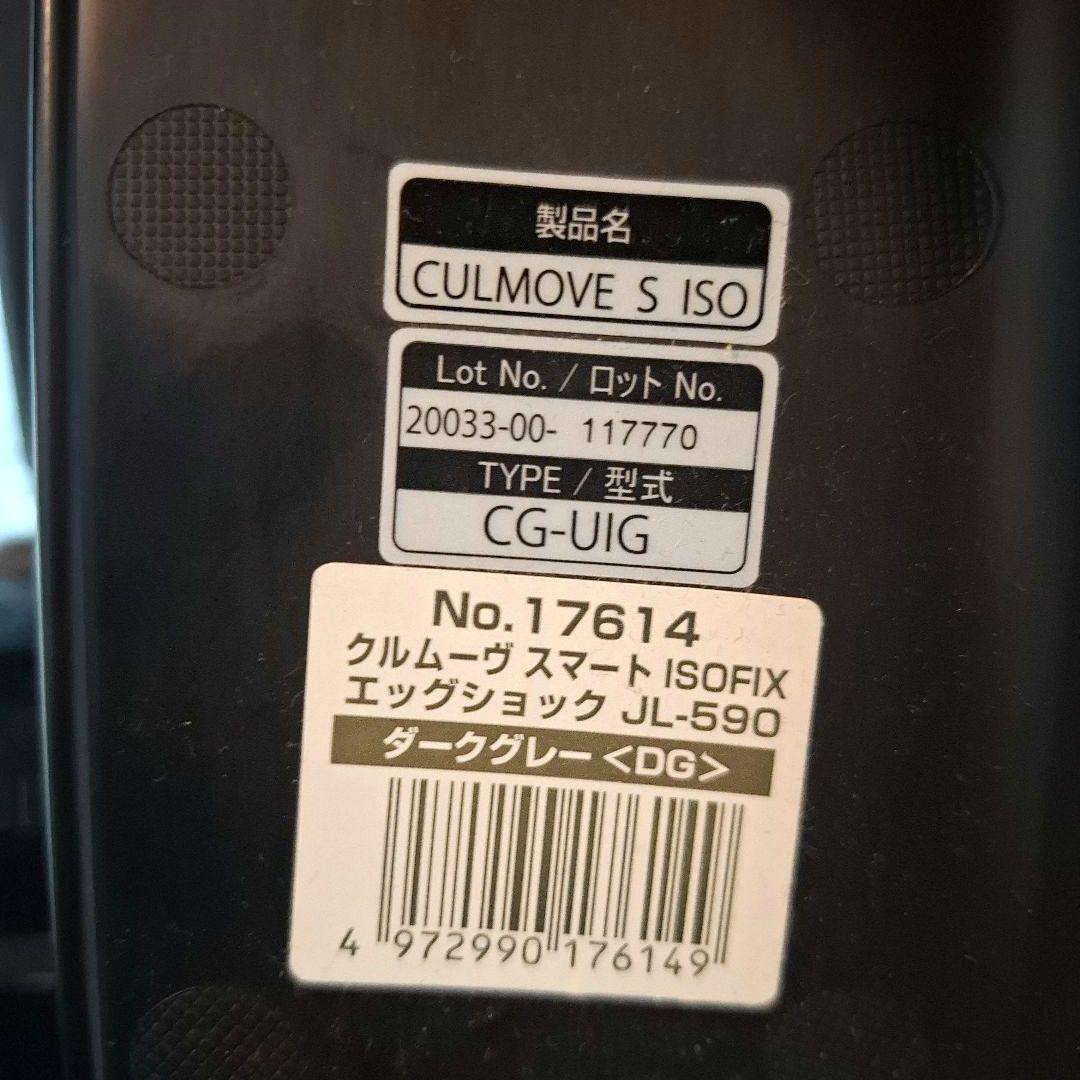 製品名
CULMOVE S ISO
Lot No. / ロット No.
20033-00- 117770
TYPE / 型式
CG-UIG
No.17614
クルムーヴ スマート ISOFIX
エッグショック JL-590
ダークグレー<DG>
4 972990 176149